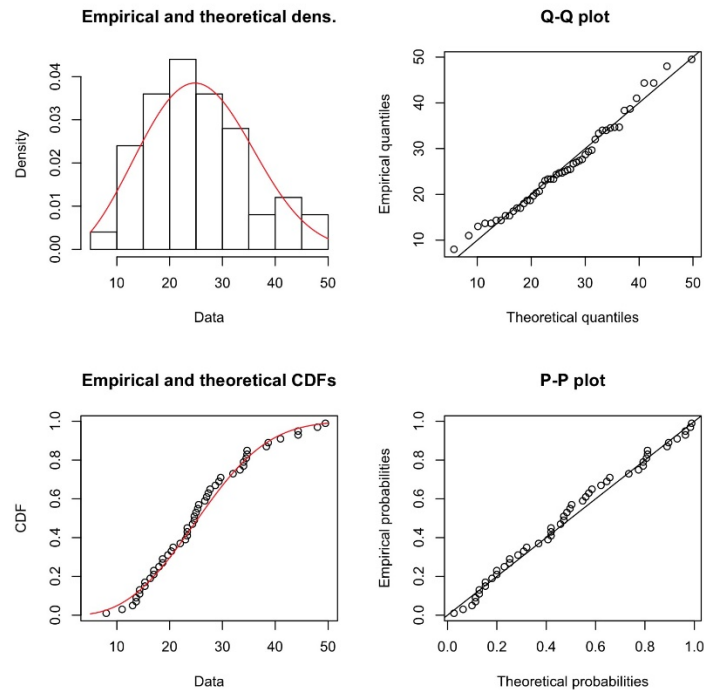 Empirical and theoretical dens.
Density
0.00 0.01 0.02 0.03 0.04
10 20 30 40 50
Data
Q-Q plot
Empirical quantiles
10 20 30 40 50
10 20 30 40 50
Theoretical quantiles
Empirical and theoretical CDFs
CDF
0.0 0.2 0.4 0.6 0.8 1.0
10 20 30 40 50
Data
P-P plot
Empirical probabilities
0.0 0.2 0.4 0.6 0.8 1.0
0.0 0.2 0.4 0.6 0.8 1.0
Theoretical probabilities